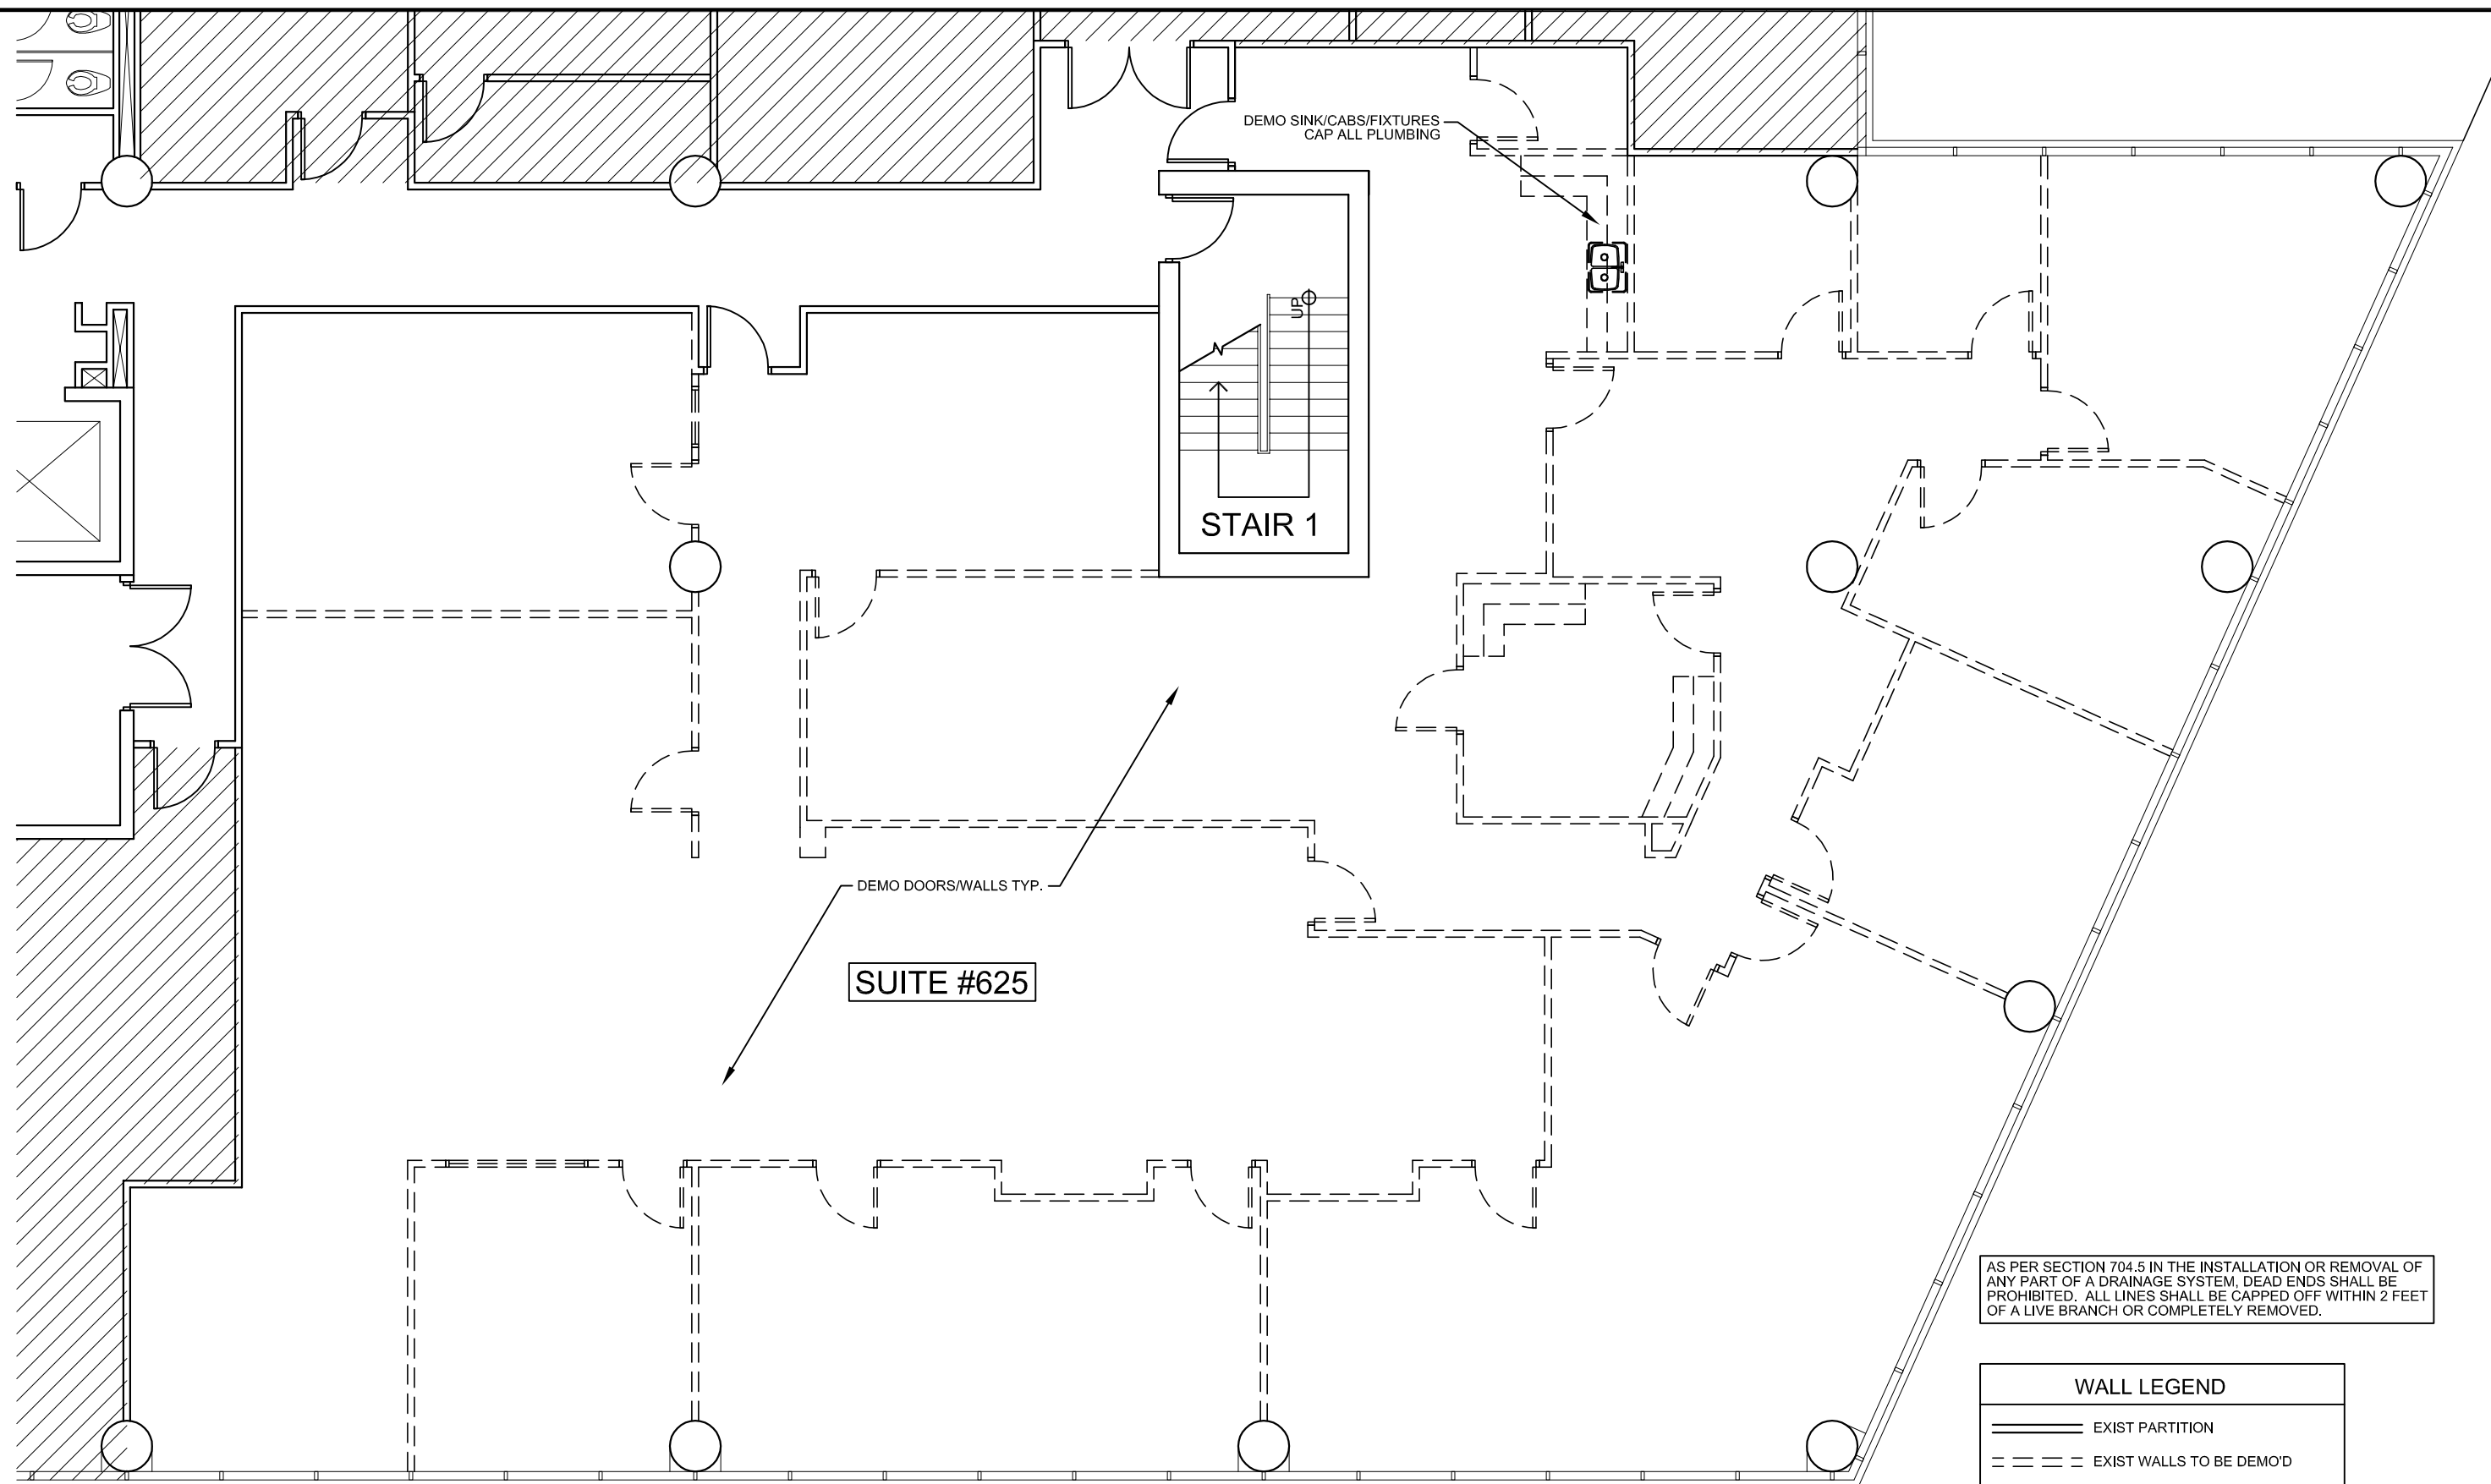 DEMO SINK/CABS/FIXTURES
CAP ALL PLUMBING
UP
STAIR 1
DEMO DOORS/WALLS TYP.
SUITE #625
AS PER SECTION 704.5 IN THE INSTALLATION OR REMOVAL OF
ANY PART OF A DRAINAGE SYSTEM, DEAD ENDS SHALL BE
PROHIBITED. ALL LINES SHALL BE CAPPED OFF WITHIN 2 FEET
OF A LIVE BRANCH OR COMPLETELY REMOVED.
WALL LEGEND
EXIST PARTITION
EXIST WALLS TO BE DEMO'D